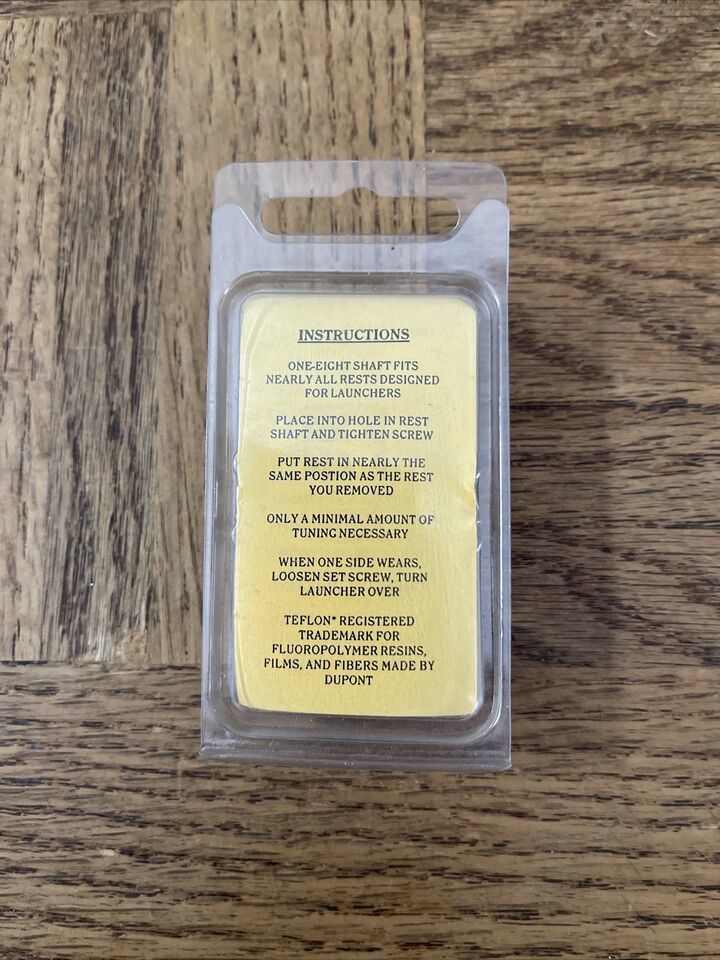 INSTRUCTIONS
ONE-EIGHT SHAFT FITS
NEARLY ALL RESTS DESIGNED
FOR LAUNCHERS
PLACE INTO HOLE IN REST
SHAFT AND TIGHTEN SCREW
PUT REST IN NEARLY THE
SAME POSTION AS THE REST
YOU REMOVED
ONLY A MINIMAL AMOUNT OF
TUNING NECESSARY
WHEN ONE SIDE WEARS,
LOOSEN SET SCREW, TURN
LAUNCHER OVER
TEFLON* REGISTERED
TRADEMARK FOR
FLUOROPOLYMER RESINS,
FILMS, AND FIBERS MADE BY
DUPONT